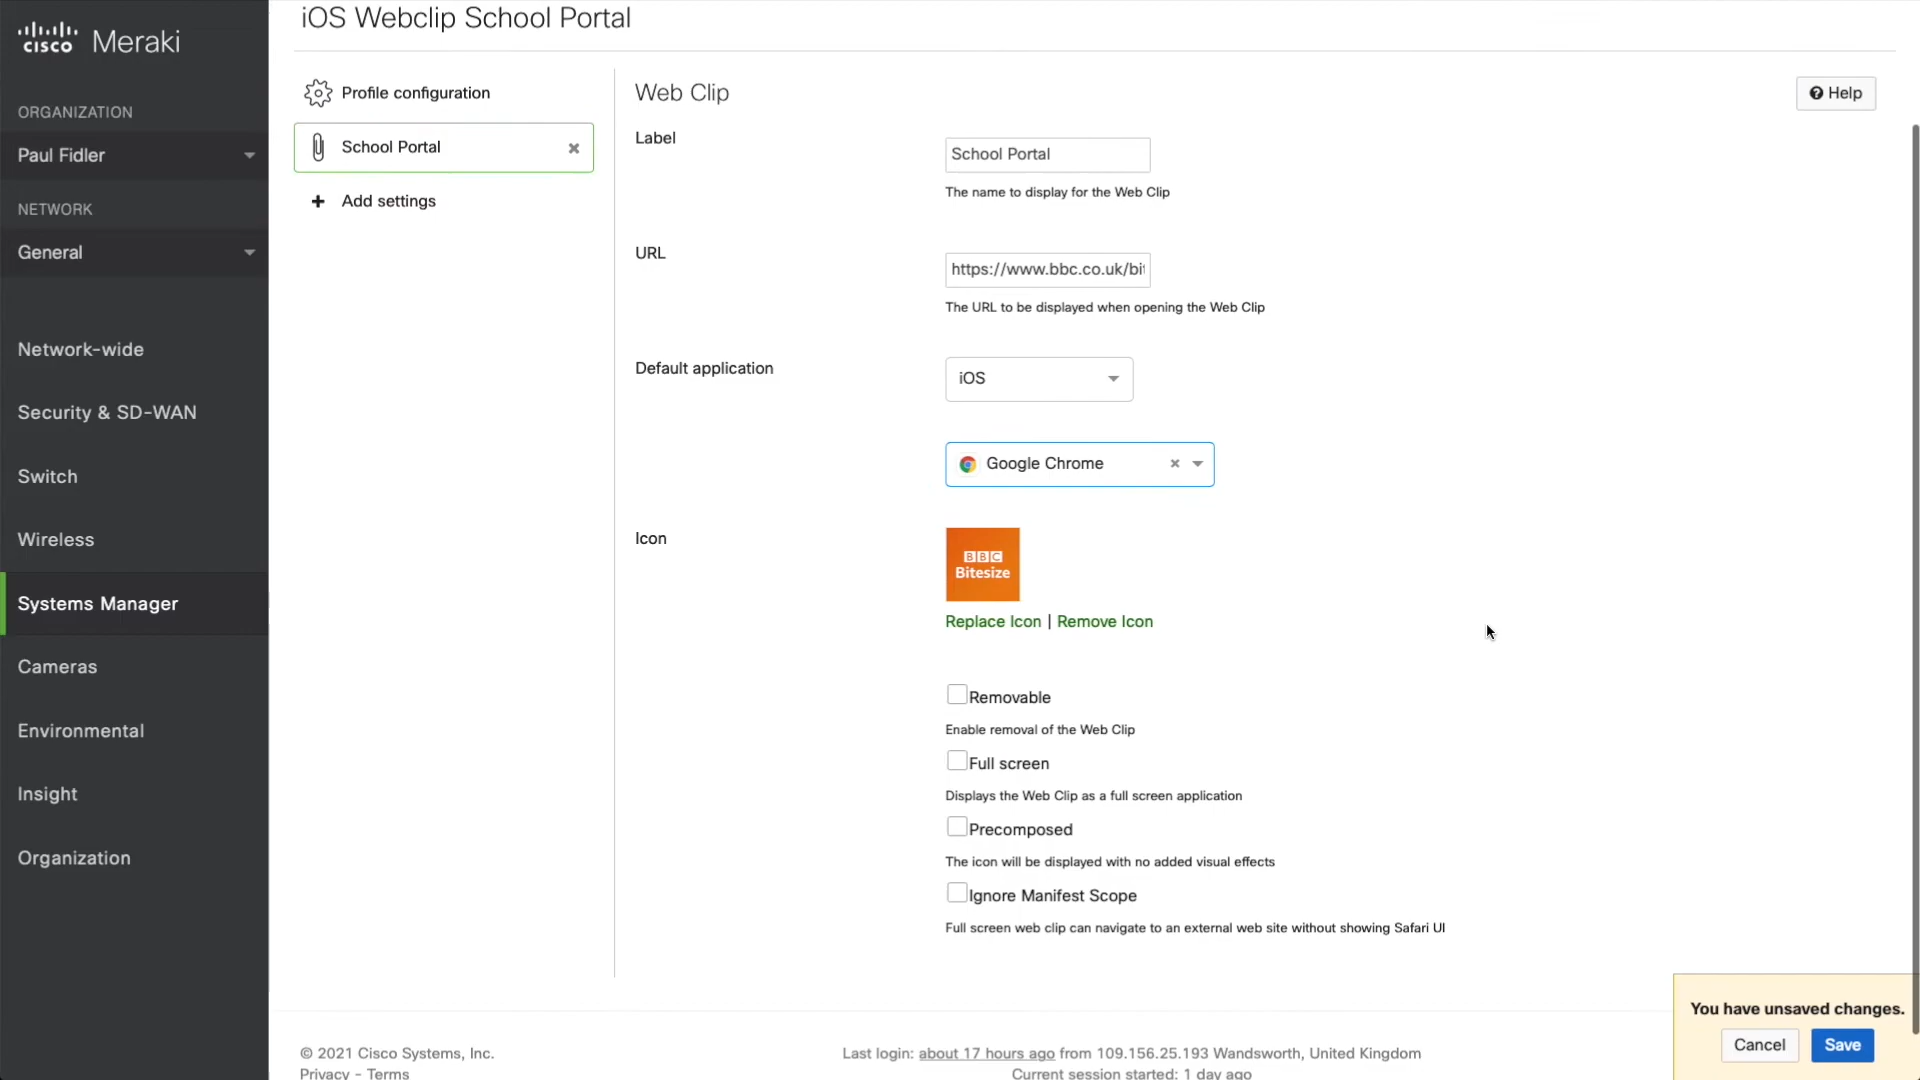 iOS Webclip School Portal
cisco Meraki
ORGANIZATION
Paul Fidler
NETWORK
General
Network-wide
Security & SD-WAN
Switch
Wireless
Systems Manager
Cameras
Environmental
Insight
Organization
Profile configuration
School Portal
Add settings
Web Clip
Help
Label
School Portal
The name to display for the Web Clip
URL
https://www.bbc.co.uk/bit
The URL to be displayed when opening the Web Clip
Default application
iOS
Google Chrome
Icon
BBC
Bitesize
Replace Icon | Remove Icon
Removable
Enable removal of the Web Clip
Full screen
Displays the Web Clip as a full screen application
Precomposed
The icon will be displayed with no added visual effects
Ignore Manifest Scope
Full screen web clip can navigate to an external web site without showing Safari UI
You have unsaved changes.
Cancel
Save
© 2021 Cisco Systems, Inc.
Privacy - Terms
Last login: about 17 hours ago from 109.156.25.193 Wandsworth, United Kingdom
Current session started: 1 day ago